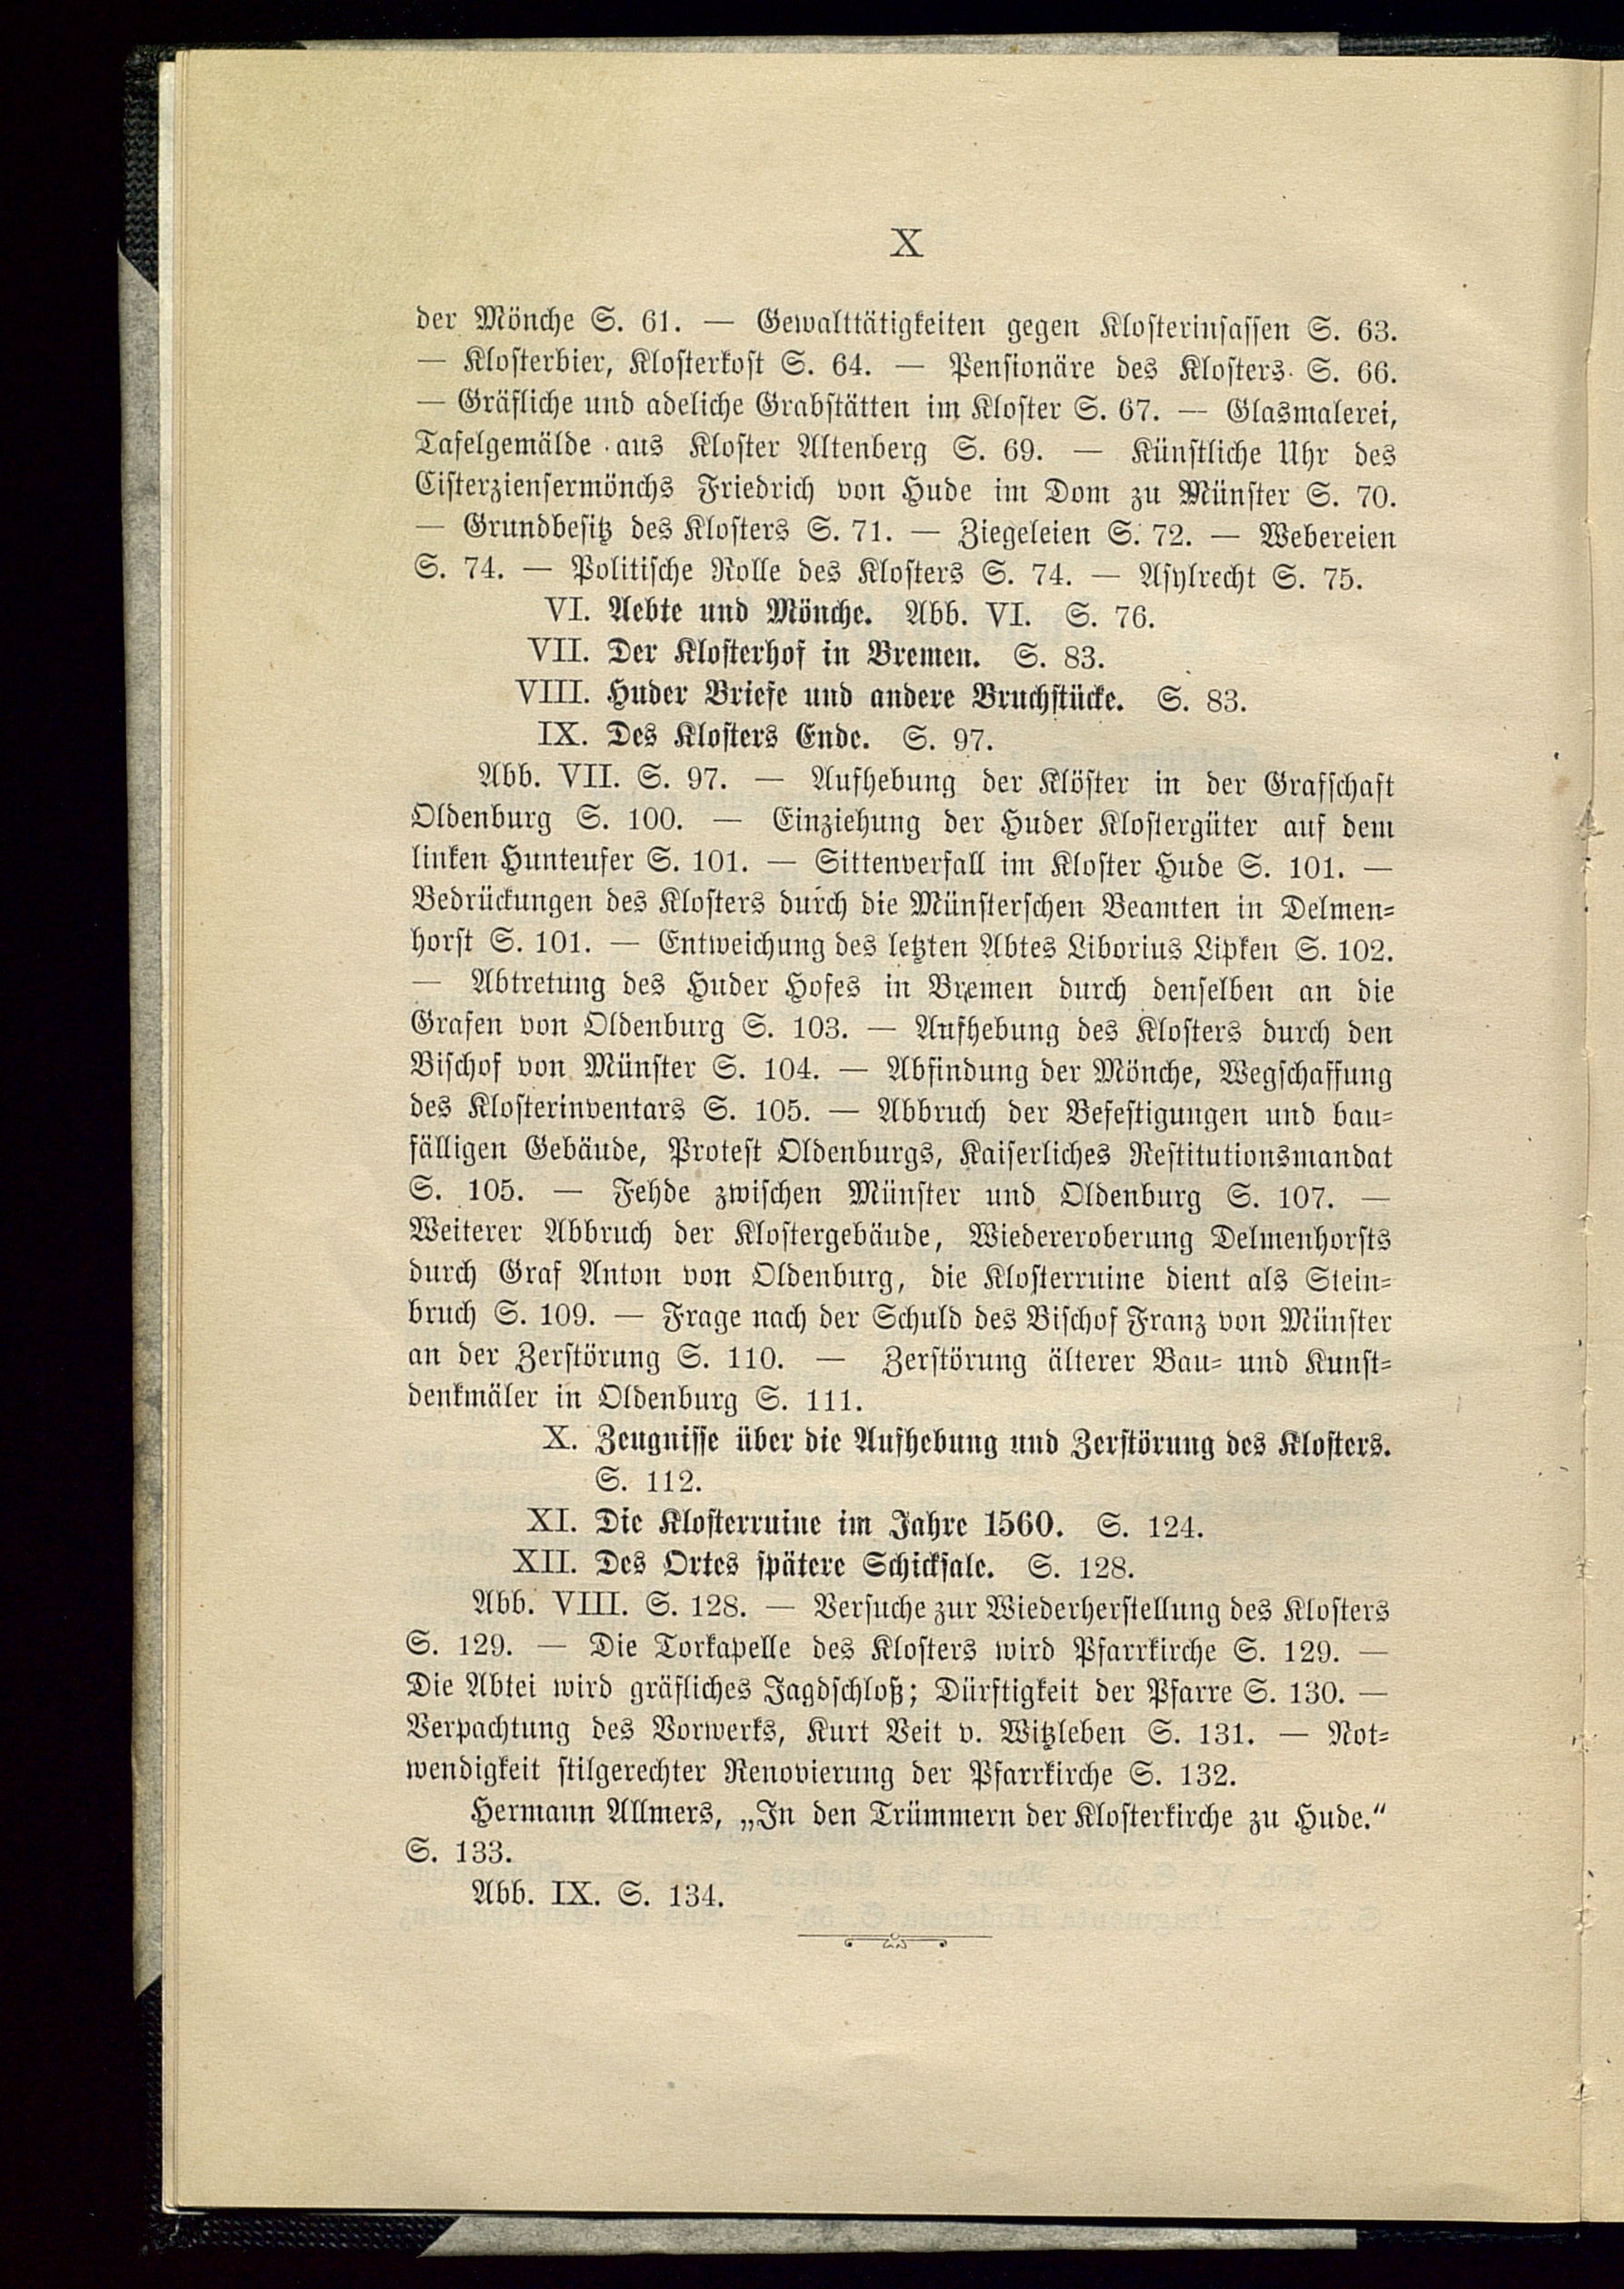 X
der Mönche S. 61. — Gewalttätigkeiten gegen Klosterinsassen S. 63.
— Klosterbier, Klosterkost S. 64. — Pensionäre des Klosters S. 66.
— Gräfliche und adeliche Grabstätten im Kloster S. 67. — Glasmalerei,
Tafelgemälde aus Kloster Altenberg S. 69. — Künstliche Uhr des
Cisterziensermönchs Friedrich von Hude im Dom zu Münster S. 70.
— Grundbesitz des Klosters S. 71. — Ziegeleien S. 72. — Webereien
S. 74. — Politische Rolle des Klosters S. 74. — Asylrecht S. 75.
VI. Aebte und Mönche. Abb. VI. S. 76.
VII. Der Klosterhof in Bremen. S. 83.
VIII. Huder Briefe und andere Bruchstücke. S. 83.
IX. Des Klosters Ende. S. 97.
Abb. VII. S. 97. — Aufhebung der Klöster in der Grafschaft
Oldenburg S. 100. — Einziehung der Huder Klostergüter auf dem
linken Hunteufer S. 101. — Sittenverfall im Kloster Hude S. 101. —
Bedrückungen des Klosters durch die Münsterschen Beamten in Delmen-
horst S. 101. — Entweichung des letzten Abtes Liborius Lipken S. 102.
— Abtretung des Huder Hofes in Bremen durch denselben an die
Grafen von Oldenburg S. 103. — Aufhebung des Klosters durch den
Bischof von Münster S. 104. — Abfindung der Mönche, Wegschaffung
des Klosterinventars S. 105. — Abbruch der Befestigungen und bau-
fälligen Gebäude, Protest Oldenburgs, Kaiserliches Restitutionsmandat
S. 105. — Fehde zwischen Münster und Oldenburg S. 107. —
Weiterer Abbruch der Klostergebäude, Wiedereroberung Delmenhorsts
durch Graf Anton von Oldenburg, die Klosterruine dient als Stein-
bruch S. 109. — Frage nach der Schuld des Bischof Franz von Münster
an der Zerstörung S. 110. — Zerstörung älterer Bau- und Kunst-
denkmäler in Oldenburg S. 111.
X. Zeugnisse über die Aufhebung und Zerstörung des Klosters.
S. 112.
XI. Die Klosterruine im Jahre 1560. S. 124.
XII. Des Ortes spätere Schicksale. S. 128.
Abb. VIII. S. 128. — Versuche zur Wiederherstellung des Klosters
S. 129. — Die Torkapelle des Klosters wird Pfarrkirche S. 129. —
Die Abtei wird gräfliches Jagdschloß; Dürftigkeit der Pfarre S. 130. —
Verpachtung des Vorwerks, Kurt Veit v. Witzleben S. 131. — Not-
wendigkeit stilgerechter Renovierung der Pfarrkirche S. 132.
Hermann Allmers, „In den Trümmern der Klosterkirche zu Hude.“
S. 133.
Abb. IX. S. 134.